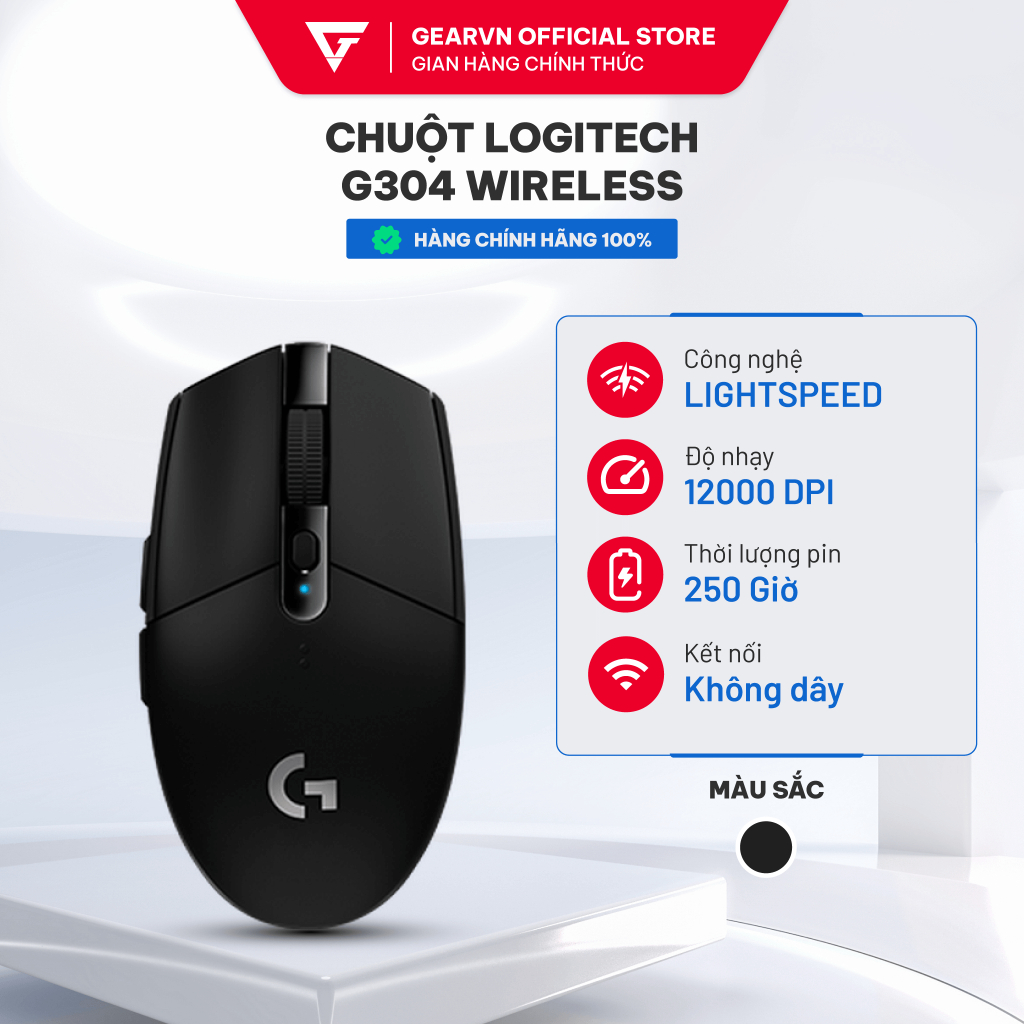 GEARVN OFFICIAL STORE
GIAN HÀNG CHÍNH THỨC
CHUỘT LOGITECH
G304 WIRELESS
HÀNG CHÍNH HÃNG 100%
Công nghệ
LIGHTSPEED
Độ nhạy
12000 DPI
Thời lượng pin
250 Giờ
Kết nối
Không dây
MÀU SẮC